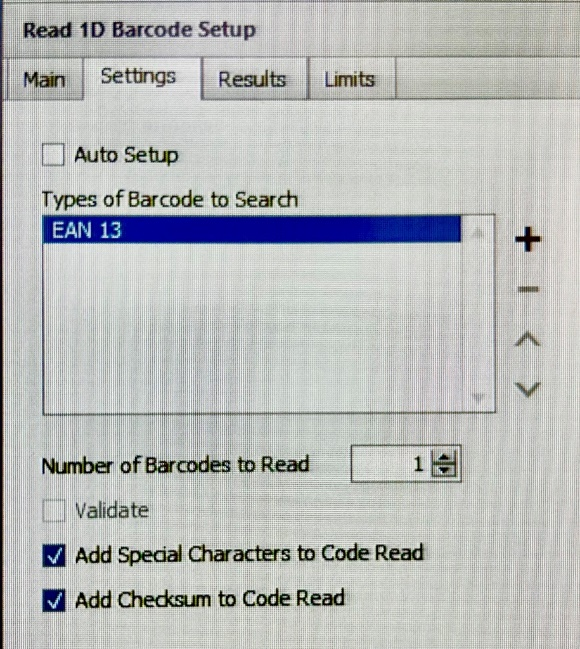 Read 1D Barcode Setup
Main Settings Results Limits
Auto Setup
Types of Barcode to Search
EAN 13
Number of Barcodes to Read 1
Validate
Add Special Characters to Code Read
Add Checksum to Code Read